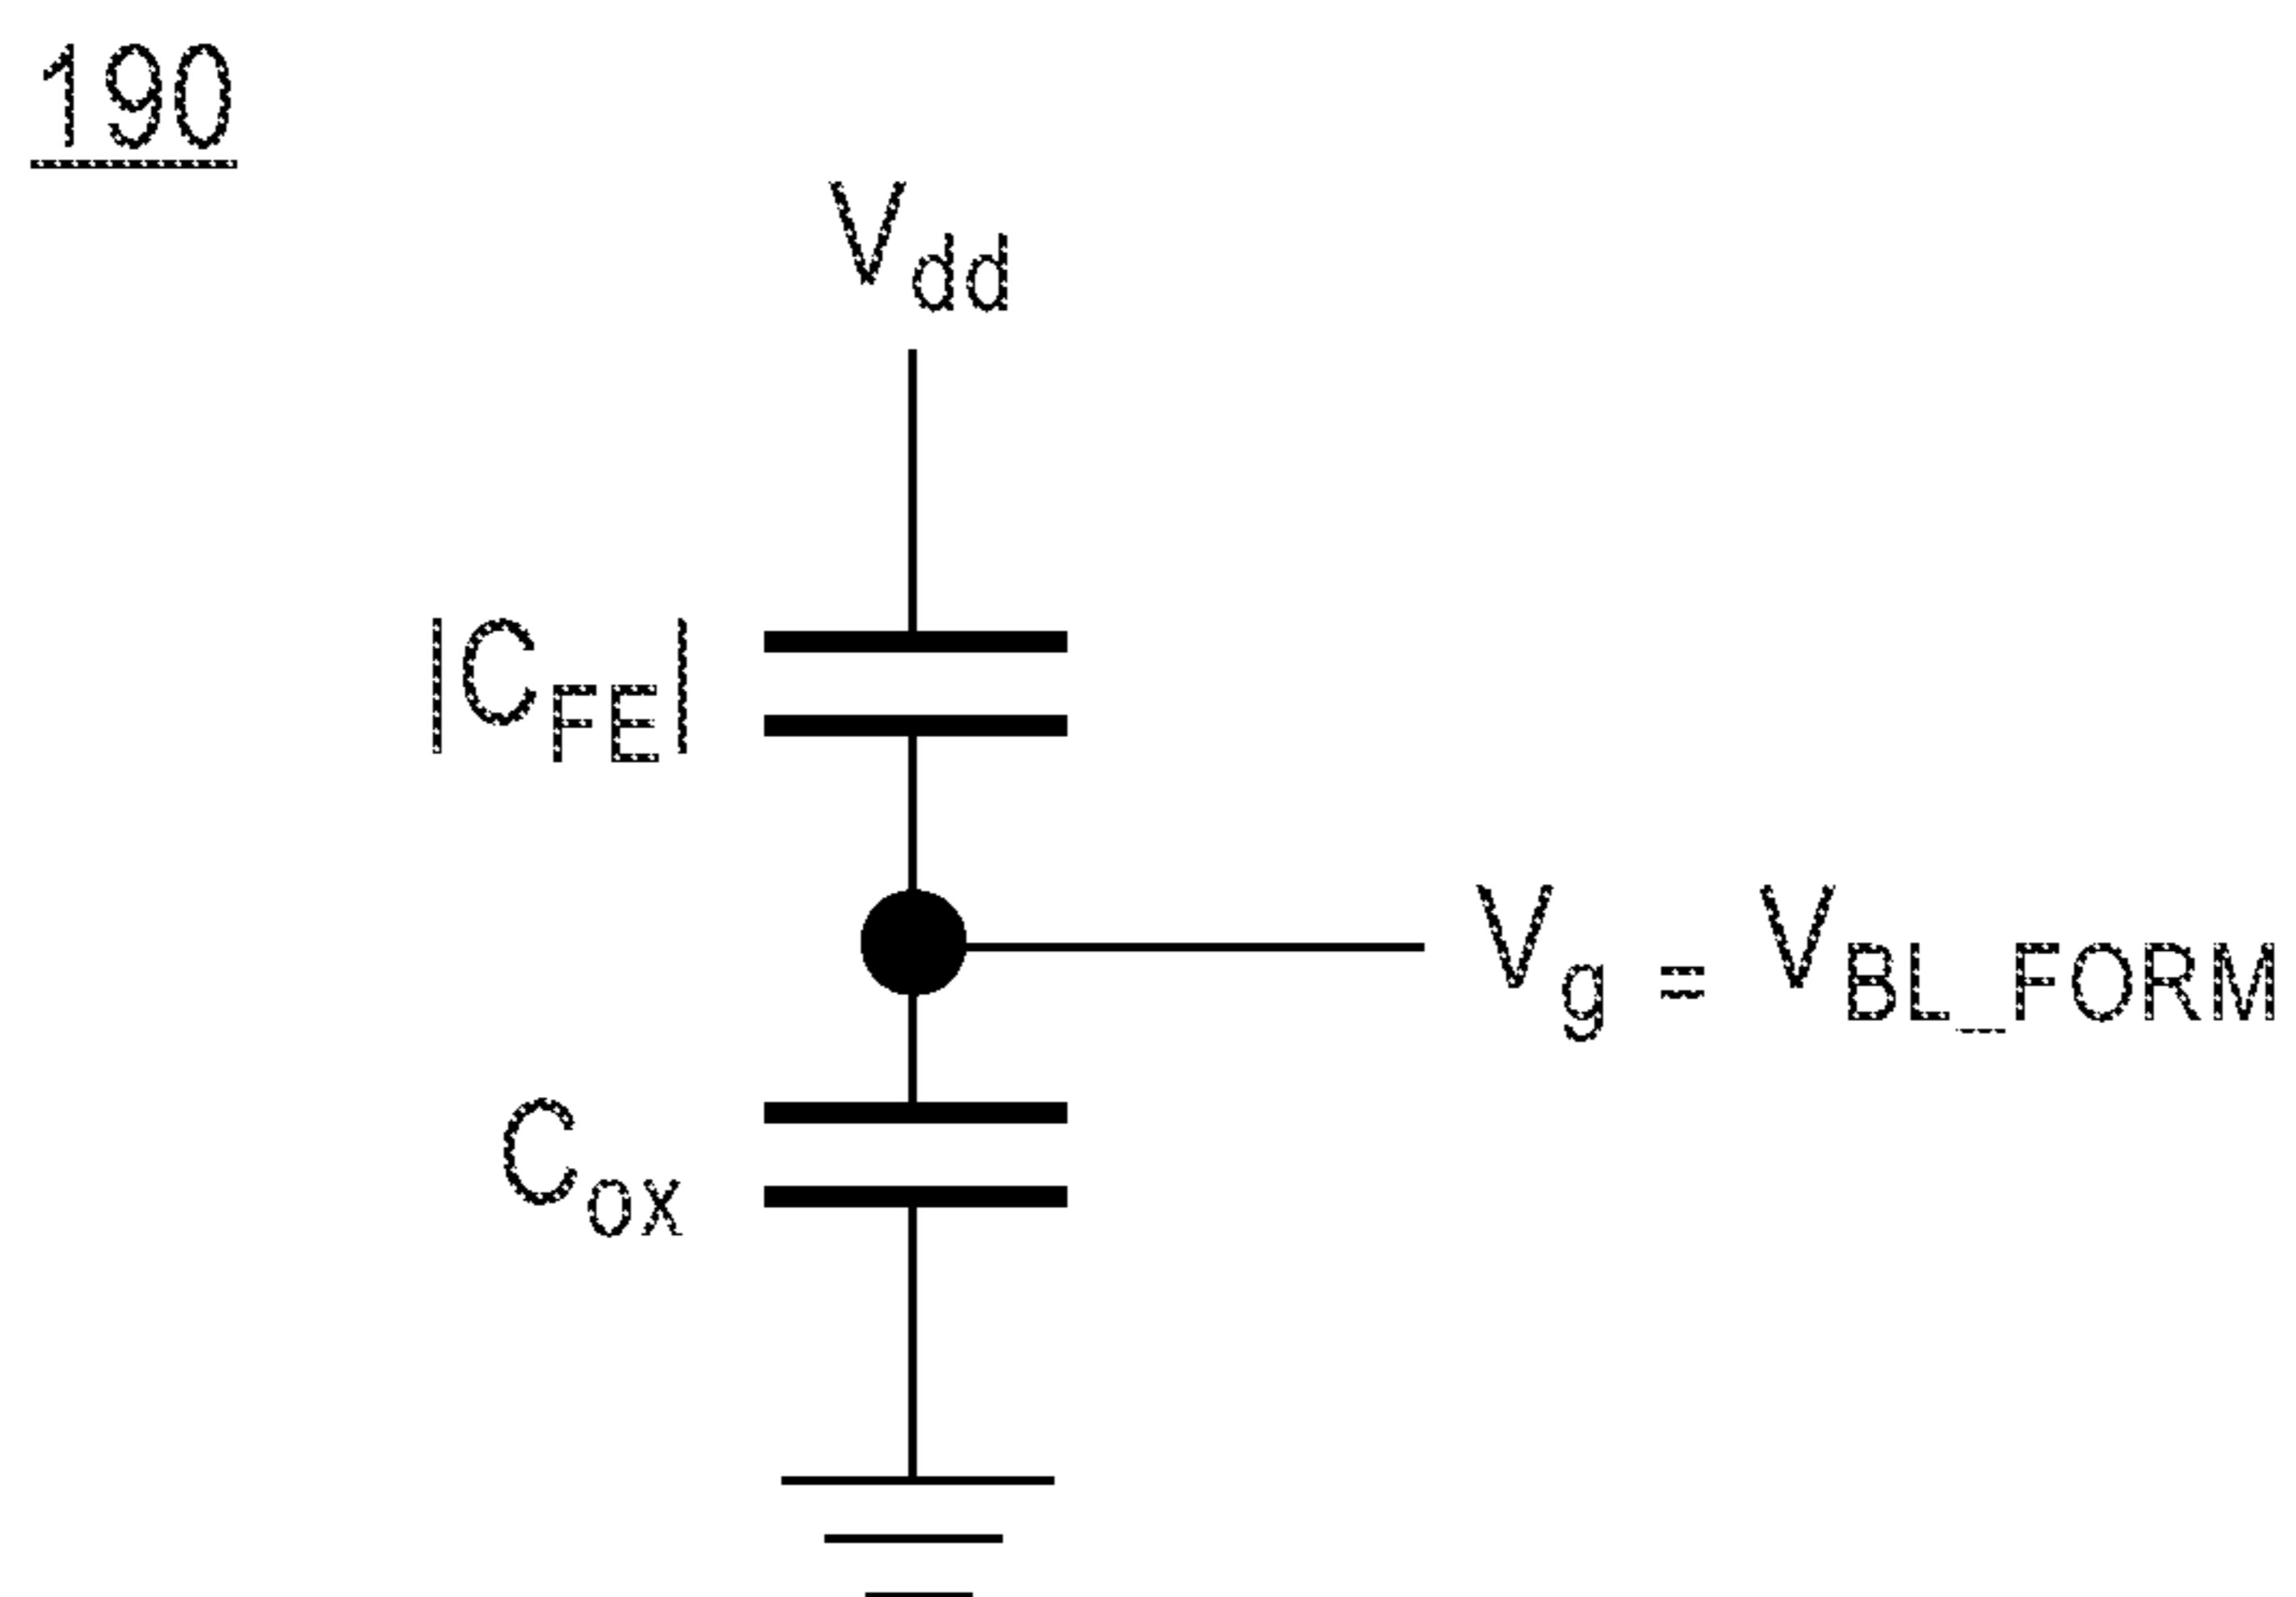 190
Vdd
|CFE|
Vg = VBL_FORM
Cox